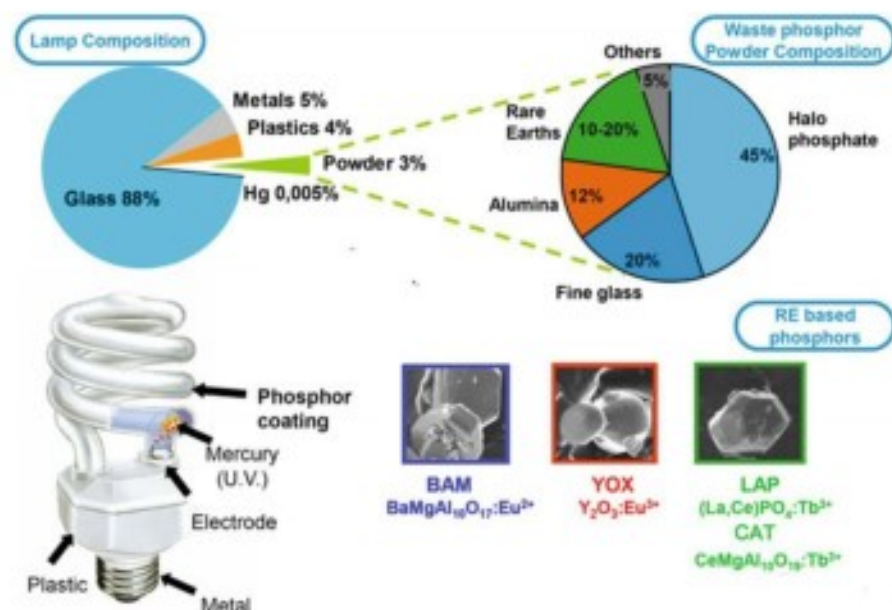 Lamp Composition
Metals 5%
Plastics 4%
Powder 3%
Glass 88%
Hg 0,005%
Waste phosphor
Powder Composition
Others
5%
Rare
Earths
10-20%
Halo
phosphate
45%
Alumina
12%
20%
Fine glass
RE based
phosphors
Phosphor
coating
Mercury
(U.V.)
Electrode
Plastic
Metal
BAM
BaMgAl₁₀O₁₇:Eu²⁺
YOX
Y₂O₃:Eu³⁺
LAP
(La,Ce)PO₄:Tb³⁺
CAT
CeMgAl₁₀O₁₉:Tb³⁺